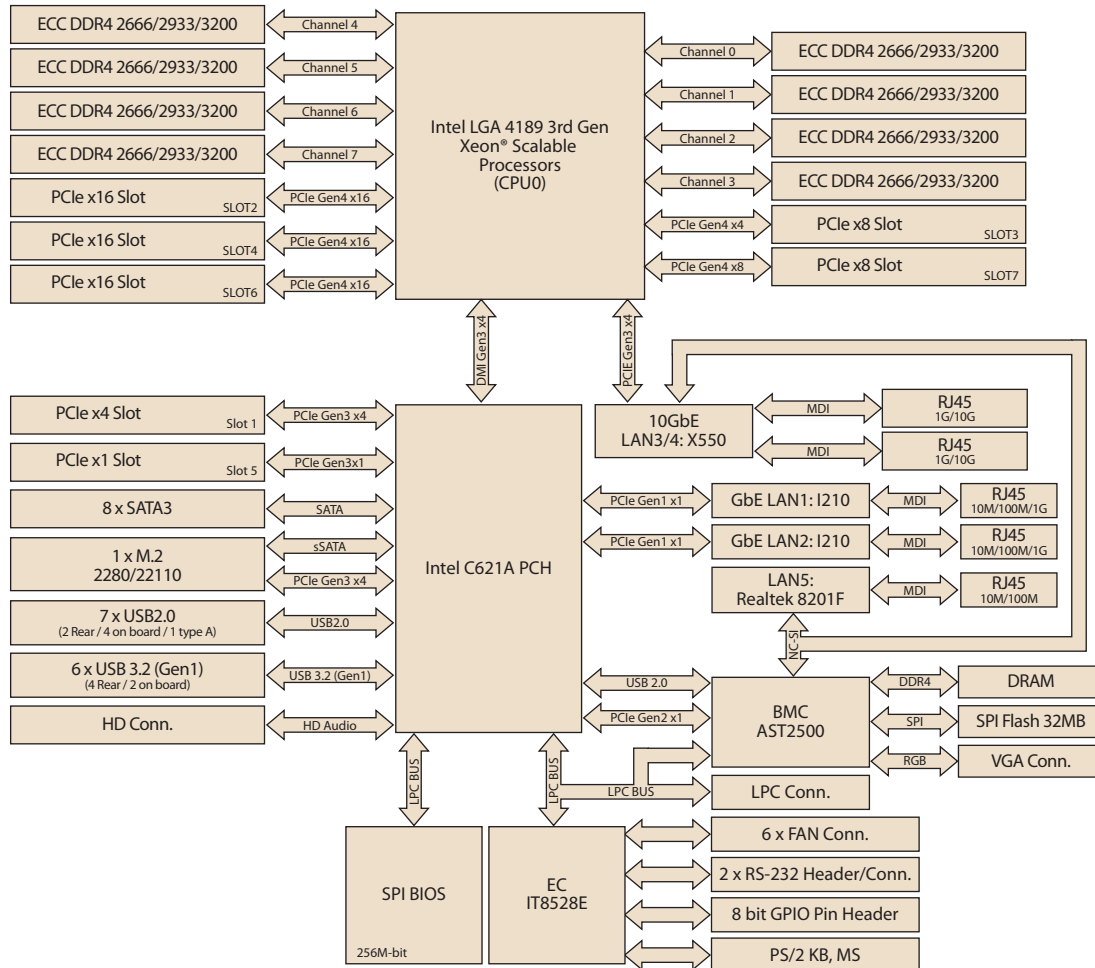 ECC DDR4 2666/2933/3200
Channel 4
ECC DDR4 2666/2933/3200
Channel 5
ECC DDR4 2666/2933/3200
Channel 6
ECC DDR4 2666/2933/3200
Channel 7
PCIe x16 Slot
SLOT2
PCIe Gen4 x16
PCIe x16 Slot
SLOT4
PCIe Gen4 x16
PCIe x16 Slot
SLOT6
PCIe Gen4 x16
Intel LGA 4189 3rd Gen
Xeon® Scalable
Processors
(CPU0)
Channel 0
ECC DDR4 2666/2933/3200
Channel 1
ECC DDR4 2666/2933/3200
Channel 2
ECC DDR4 2666/2933/3200
Channel 3
ECC DDR4 2666/2933/3200
PCIe Gen4 x4
PCIe x8 Slot
SLOT3
PCIe Gen4 x8
PCIe x8 Slot
SLOT7
DMI Gen3 x4
PCIE Gen3 x4
PCIe x4 Slot
Slot 1
PCIe Gen3 x4
PCIe x1 Slot
Slot 5
PCIe Gen3x1
8 x SATA3
SATA
1 x M.2
2280/22110
sSATA
PCIe Gen3 x4
7 x USB2.0
(2 Rear / 4 on board / 1 type A)
USB2.0
6 x USB 3.2 (Gen1)
(4 Rear / 2 on board)
USB 3.2 (Gen1)
HD Conn.
HD Audio
Intel C621A PCH
10GbE
LAN3/4: X550
MDI
RJ45
1G/10G
MDI
RJ45
1G/10G
PCIe Gen1 x1
GbE LAN1: I210
MDI
RJ45
10M/100M/1G
PCIe Gen1 x1
GbE LAN2: I210
MDI
RJ45
10M/100M/1G
LAN5:
Realtek 8201F
MDI
RJ45
10M/100M
NC-SI
USB 2.0
PCIe Gen2 x1
BMC
AST2500
DDR4
DRAM
SPI
SPI Flash 32MB
RGB
VGA Conn.
LPC BUS
LPC BUS
LPC BUS
LPC Conn.
SPI BIOS
256M-bit
EC
IT8528E
6 x FAN Conn.
2 x RS-232 Header/Conn.
8 bit GPIO Pin Header
PS/2 KB, MS